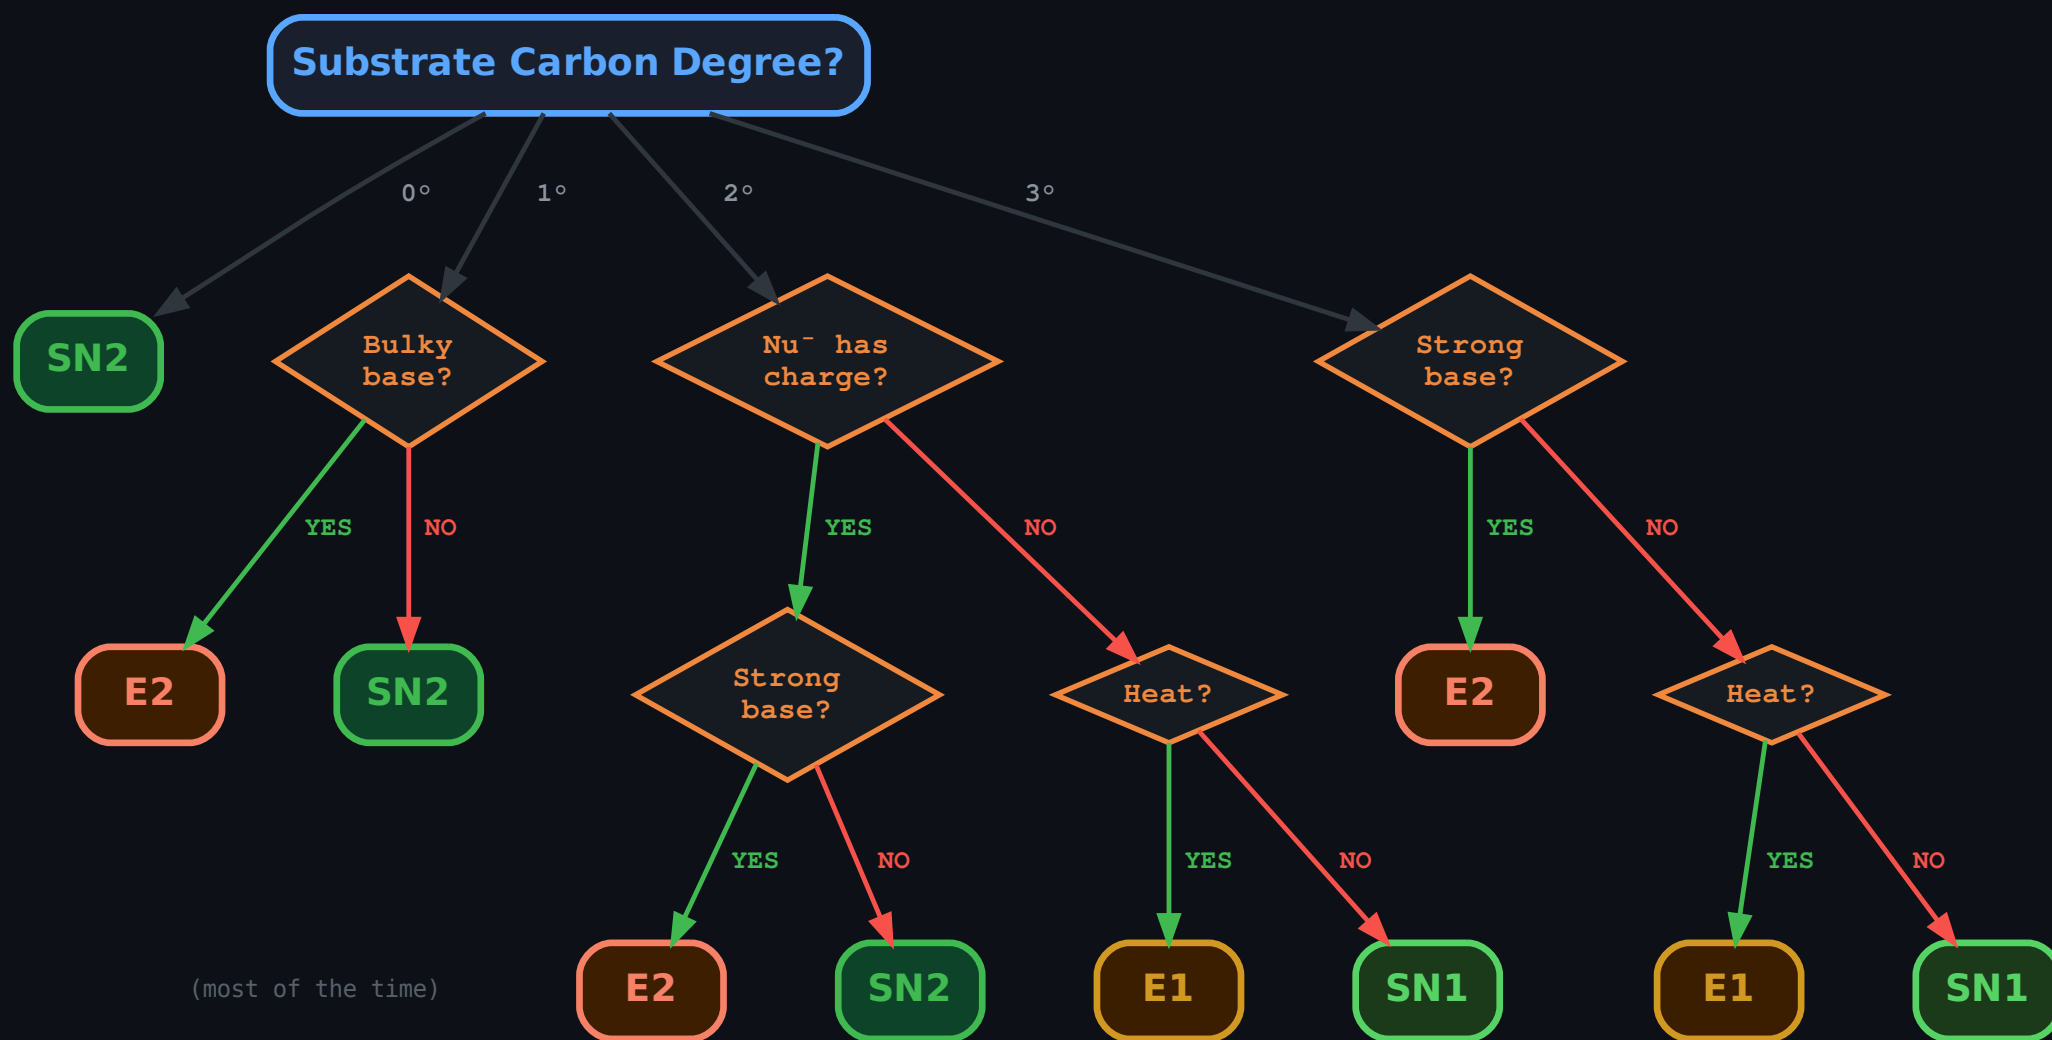 Substrate Carbon Degree?
0°
1°
2°
3°
SN2
Bulky
base?
Nu⁻ has
charge?
Strong
base?
YES
NO
YES
NO
YES
NO
E2
SN2
Strong
base?
Heat?
E2
Heat?
YES
NO
YES
NO
YES
NO
(most of the time)
E2
SN2
E1
SN1
E1
SN1